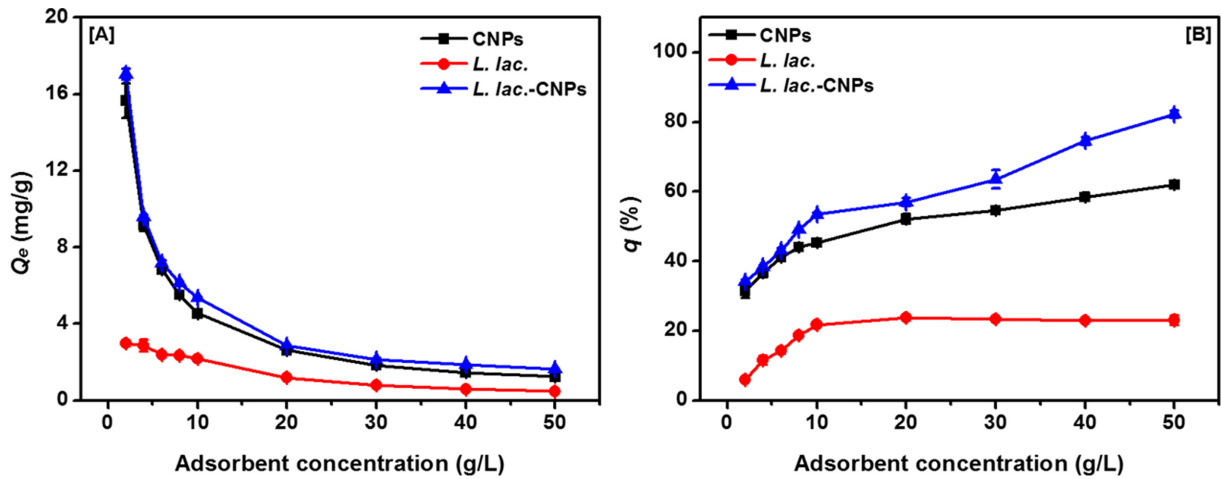 [A]
CNPs
L. lac.
L. lac.-CNPs
20
16
12
8
4
0
Qe (mg/g)
0 10 20 30 40 50
Adsorbent concentration (g/L)
[B]
CNPs
L. lac.
L. lac.-CNPs
100
80
60
40
20
0
q (%)
0 10 20 30 40 50
Adsorbent concentration (g/L)